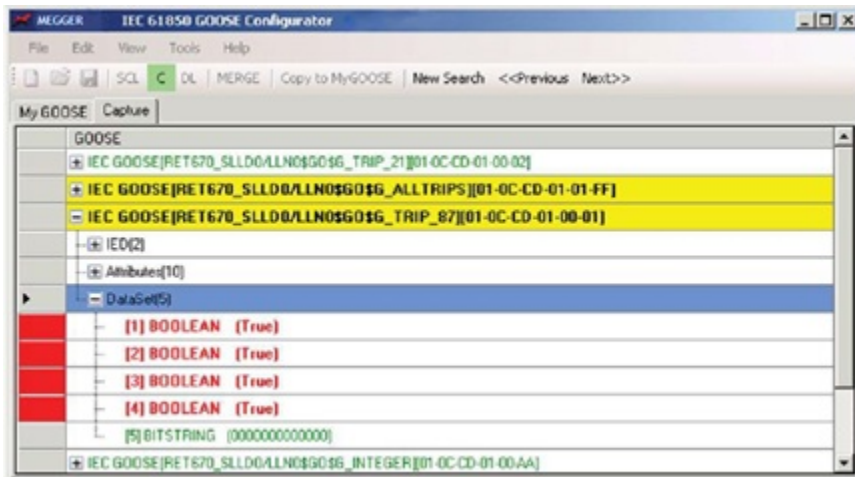 MEGGER IEC 61850 GOOSE Configurator
File Edit View Tools Help
SCL C DL MERGE Copy to MyGOOSE New Search <<Previous Next>>
My GOOSE Capture
GOOSE
IEC GOOSE[RET670_SLLD0/LLN0$GO$G_TRIP_21][01-0C-CD-01-00-02]
IEC GOOSE[RET670_SLLD0/LLN0$GO$G_ALLTRIPS][01-0C-CD-01-01-FF]
IEC GOOSE[RET670_SLLD0/LLN0$GO$G_TRIP_87][01-0C-CD-01-00-01]
IED(2)
Attributes(10)
DataSet(5)
[1] BOOLEAN (True)
[2] BOOLEAN (True)
[3] BOOLEAN (True)
[4] BOOLEAN (True)
[5] BITSTRING (0000000000000)
IEC GOOSE[RET670_SLLD0/LLN0$GO$G_INTEGER][01-0C-CD-01-00-AA]